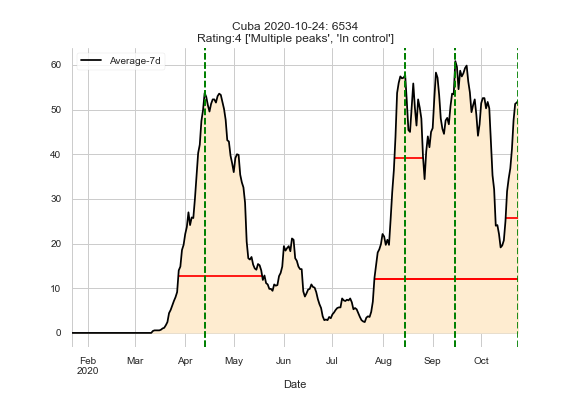 Cuba 2020-10-24: 6534
Rating:4 ['Multiple peaks', 'In control']
Average-7d
60
50
40
30
20
10
0
Feb Mar Apr May Jun Jul Aug Sep Oct
2020
Date